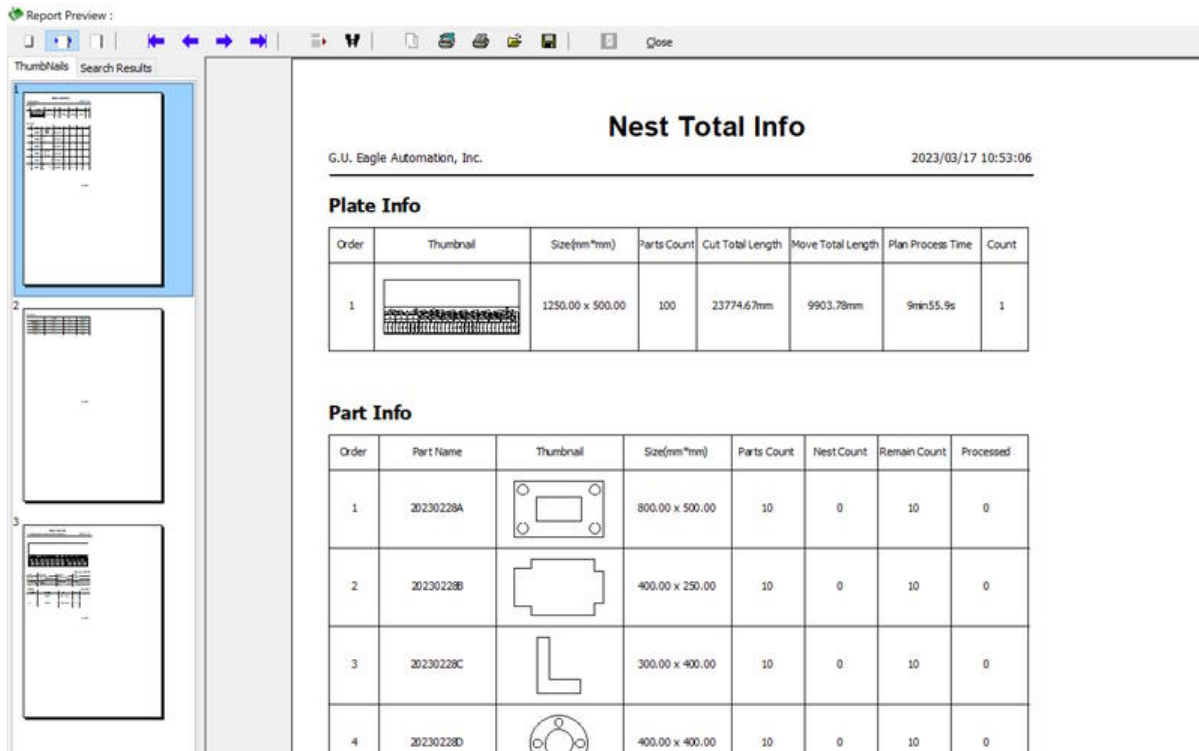 Report Preview :
Close
ThumbNails Search Results
1
2
3
Nest Total Info
G.U. Eagle Automation, Inc. 2023/03/17 10:53:06
Plate Info
Order Thumbnail Size(mm*mm) Parts Count Cut Total Length Move Total Length Plan Process Time Count
1 1250.00 x 500.00 100 23774.67mm 9903.78mm 9min55.9s 1
Part Info
Order Part Name Thumbnail Size(mm*mm) Parts Count Nest Count Remain Count Processed
1 20230228A 800.00 x 500.00 10 0 10 0
2 20230228B 400.00 x 250.00 10 0 10 0
3 20230228C 300.00 x 400.00 10 0 10 0
4 20230228D 400.00 x 400.00 10 0 10 0